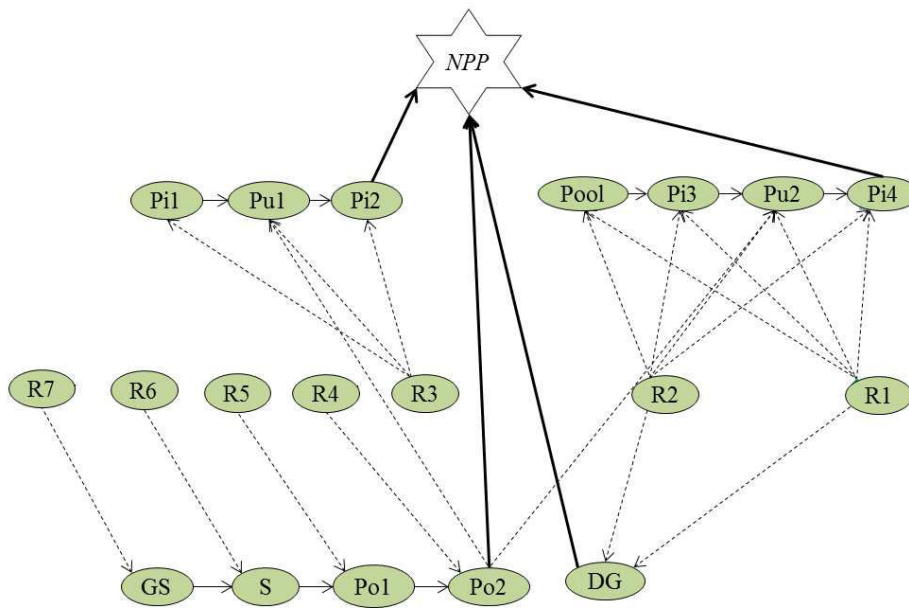 NPP
Pi1 Pu1 Pi2 Pool Pi3 Pu2 Pi4
R7 R6 R5 R4 R3 R2 R1
GS S Po1 Po2 DG